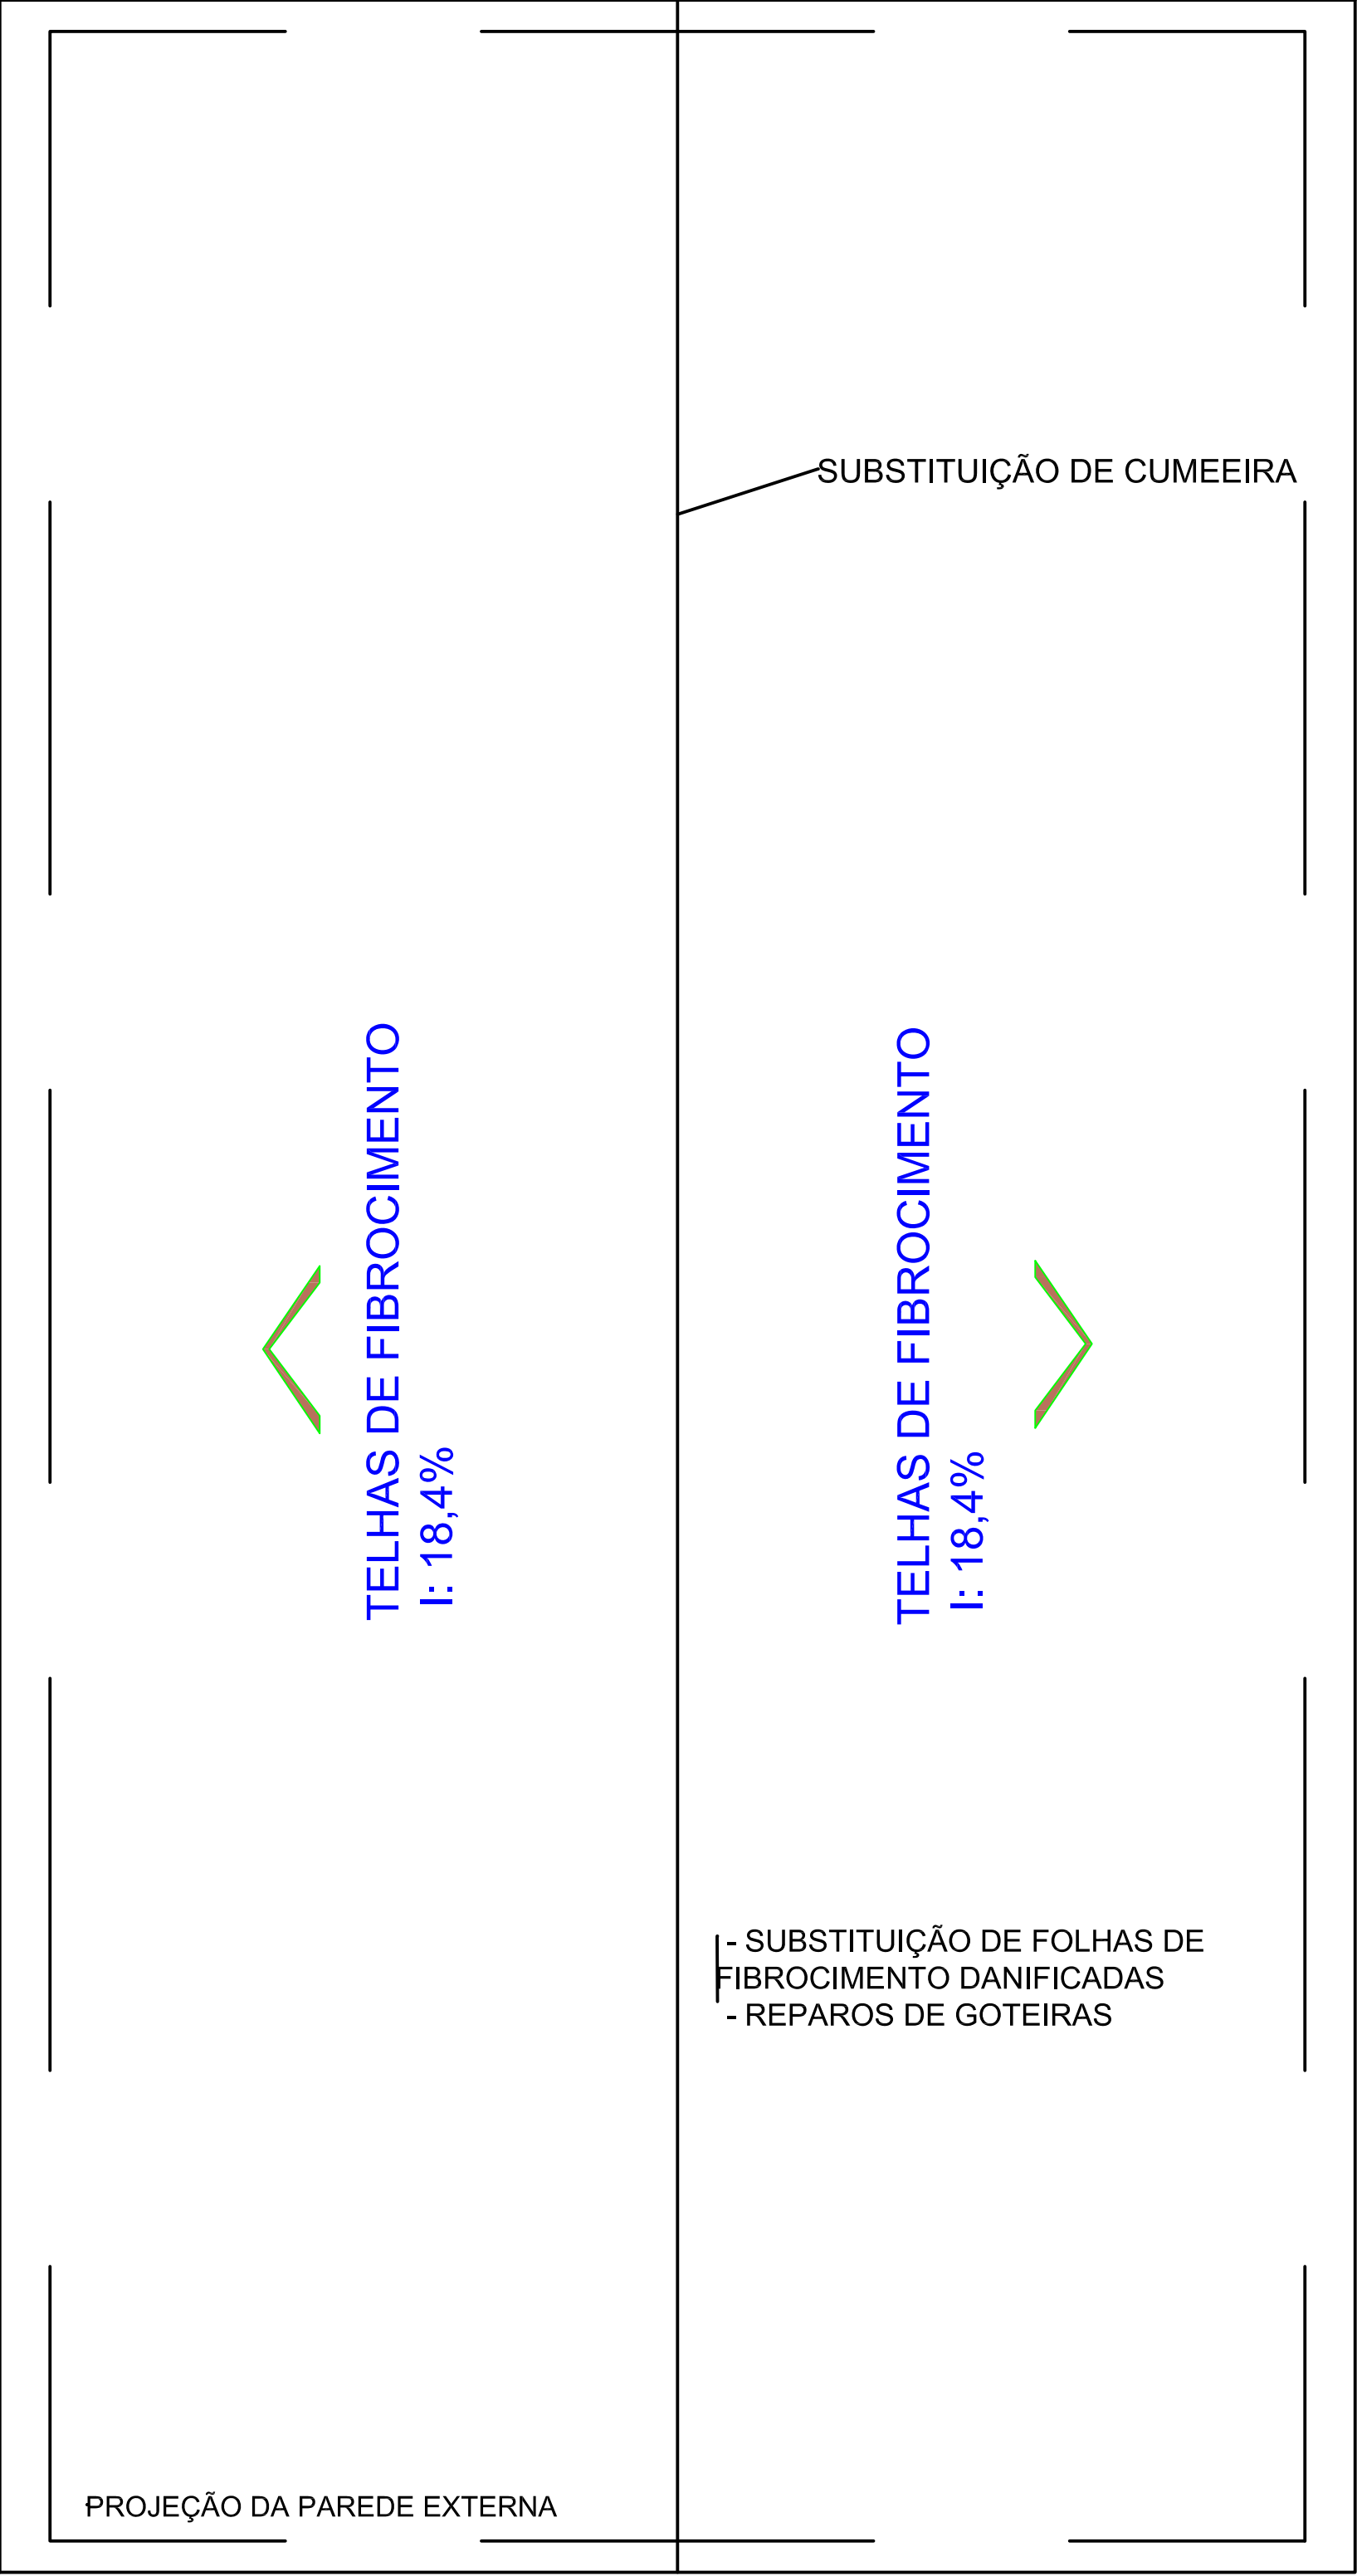 SUBSTITUIÇÃO DE CUMEEIRA
TELHAS DE FIBROCIMENTO
I: 18,4%
TELHAS DE FIBROCIMENTO
I: 18,4%
- SUBSTITUIÇÃO DE FOLHAS DE
FIBROCIMENTO DANIFICADAS
- REPAROS DE GOTEIRAS
PROJEÇÃO DA PAREDE EXTERNA